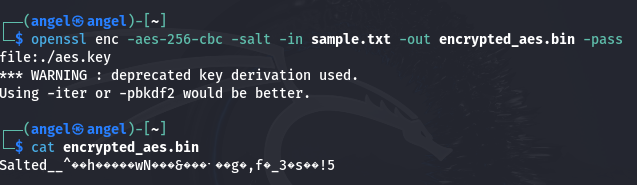 ┌──(angel㉿angel)-[~]
└─$ openssl enc -aes-256-cbc -salt -in sample.txt -out encrypted_aes.bin -pass
file:./aes.key
*** WARNING : deprecated key derivation used.
Using -iter or -pbkdf2 would be better.
┌──(angel㉿angel)-[~]
└─$ cat encrypted_aes.bin
Salted__^��h�����wN���&���·��g�,f�_3�s��!5